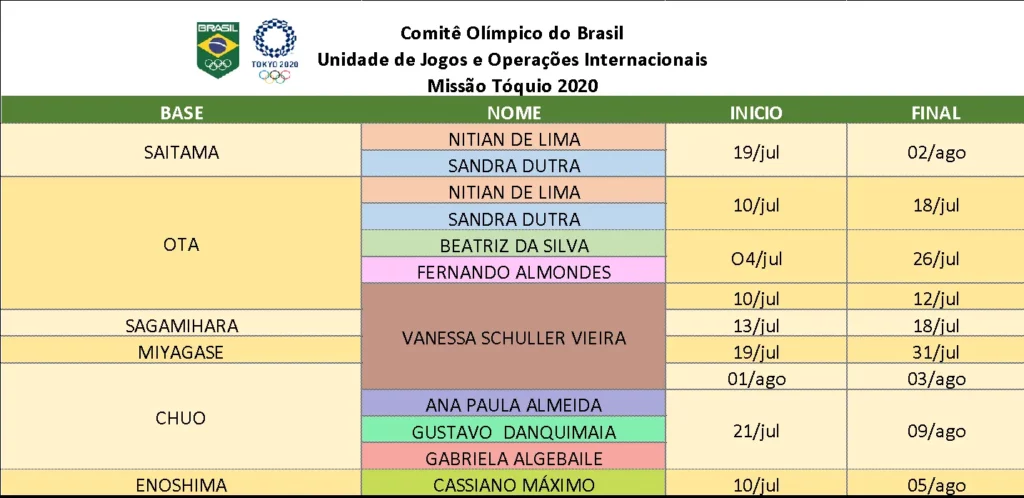 BRASIL
TOKYO 2020
Comitê Olímpico do Brasil
Unidade de Jogos e Operações Internacionais
Missão Tóquio 2020
BASE NOME INICIO FINAL
SAITAMA NITIAN DE LIMA 19/jul 02/ago
SANDRA DUTRA
OTA NITIAN DE LIMA 10/jul 18/jul
SANDRA DUTRA
BEATRIZ DA SILVA O4/jul 26/jul
FERNANDO ALMONDES
VANESSA SCHULLER VIEIRA 10/jul 12/jul
SAGAMIHARA 13/jul 18/jul
MIYAGASE 19/jul 31/jul
CHUO 01/ago 03/ago
ANA PAULA ALMEIDA 21/jul 09/ago
GUSTAVO DANQUIMAIA
GABRIELA ALGEBAILE
ENOSHIMA CASSIANO MÁXIMO 10/jul 05/ago